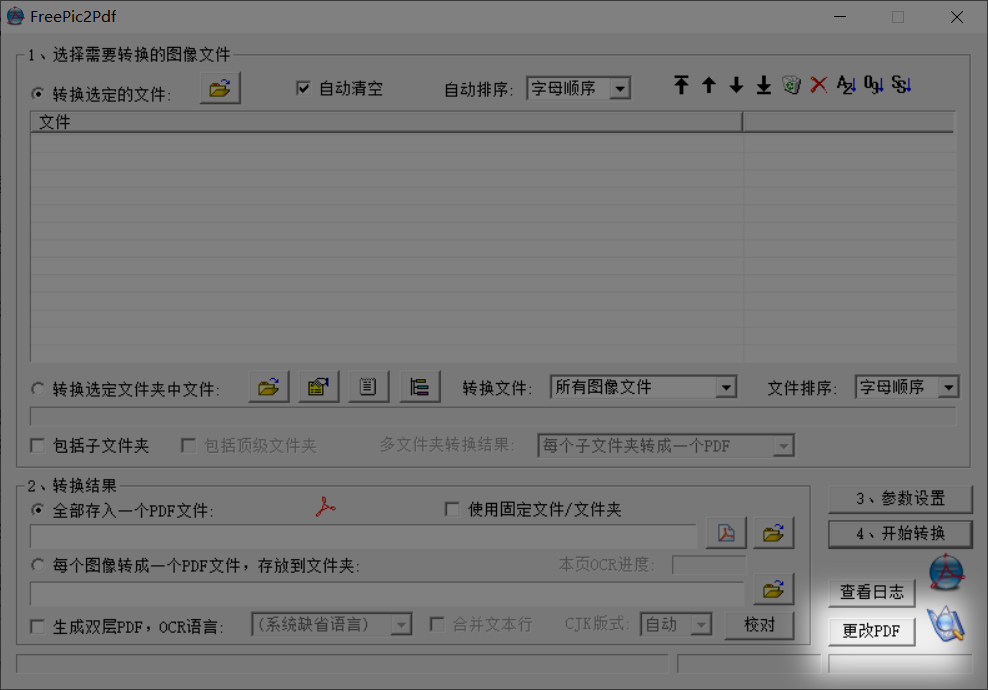 FreePic2Pdf
1、选择需要转换的图像文件
转换选定的文件: 自动清空 自动排序: 字母顺序
文件
转换选定文件夹中文件: 转换文件: 所有图像文件 文件排序: 字母顺序
包括子文件夹 包括顶级文件夹 多文件夹转换结果: 每个子文件夹转成一个PDF
2、转换结果
全部存入一个PDF文件: 使用固定文件/文件夹
每个图像转成一个PDF文件，存放到文件夹: 本页OCR进度:
生成双层PDF，OCR语言: (系统缺省语言) 合并文本行 CJK版式: 自动 校对
3、参数设置
4、开始转换
查看日志
更改PDF